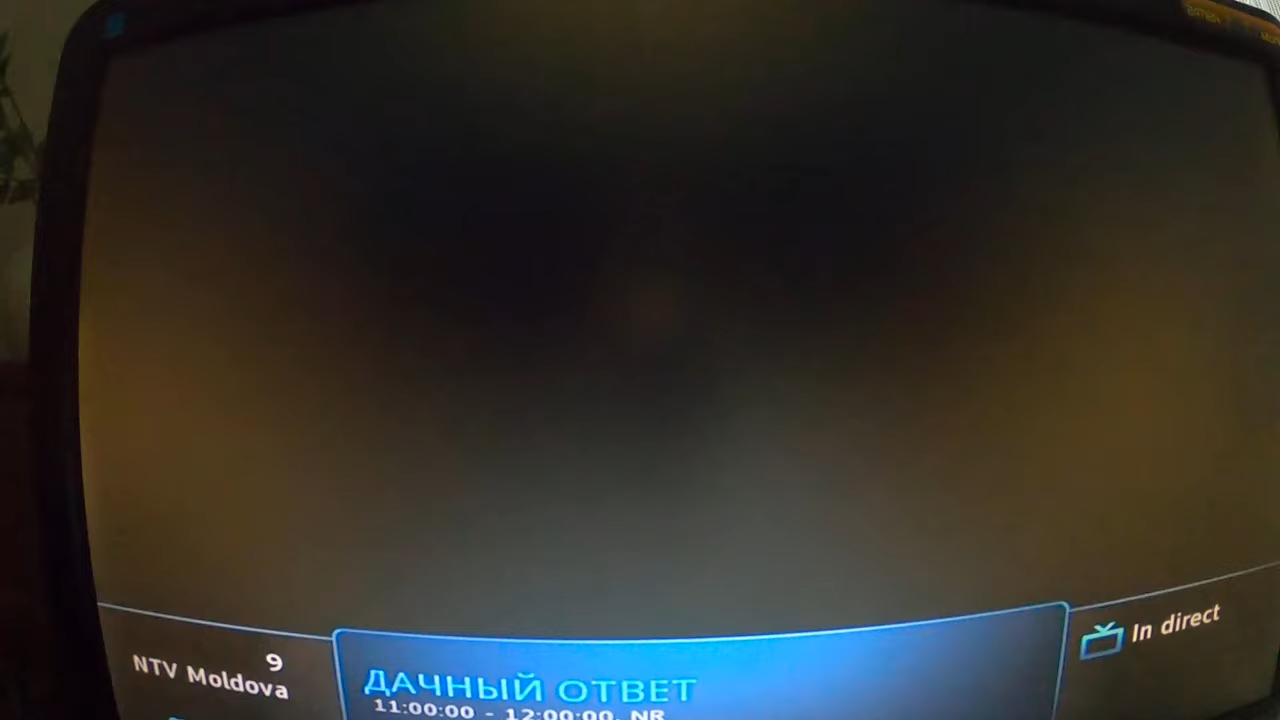 9
NTV Moldova
ДАЧНЫЙ ОТВЕТ
11:00:00 - 12:00:00, NR
In direct